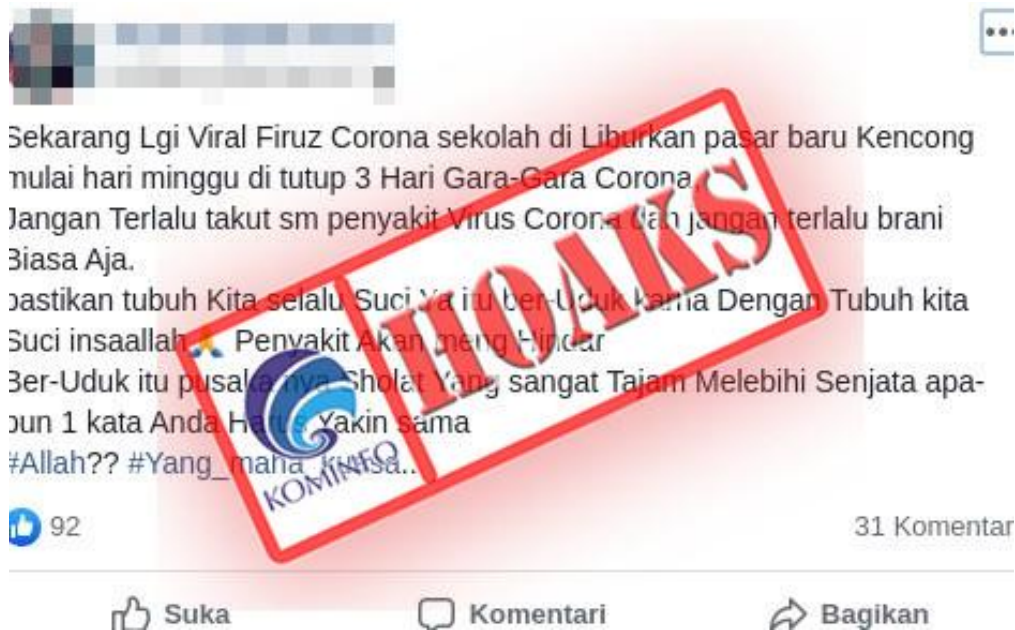 Sekarang Lgi Viral Firuz Corona sekolah di Liburkan pasar baru Kencong
mulai hari minggu di tutup 3 Hari Gara-Gara Corona.
Jangan Terlalu takut sm penyakit Virus Corona dan jangan terlalu brani
Biasa Aja.
pastikan tubuh Kita selalu Suci Ya itu ber-Uduk karna Dengan Tubuh kita
Suci insaallah🙏 Penyakit Akan meng Hindar
Ber-Uduk itu pusaka nya Sholat Yang sangat Tajam Melebihi Senjata apa-
pun 1 kata Anda Harus Yakin sama
#Allah?? #Yang_maha_kuasa..
HOAKS
KOMINFO
92 31 Komentar
Suka Komentari Bagikan